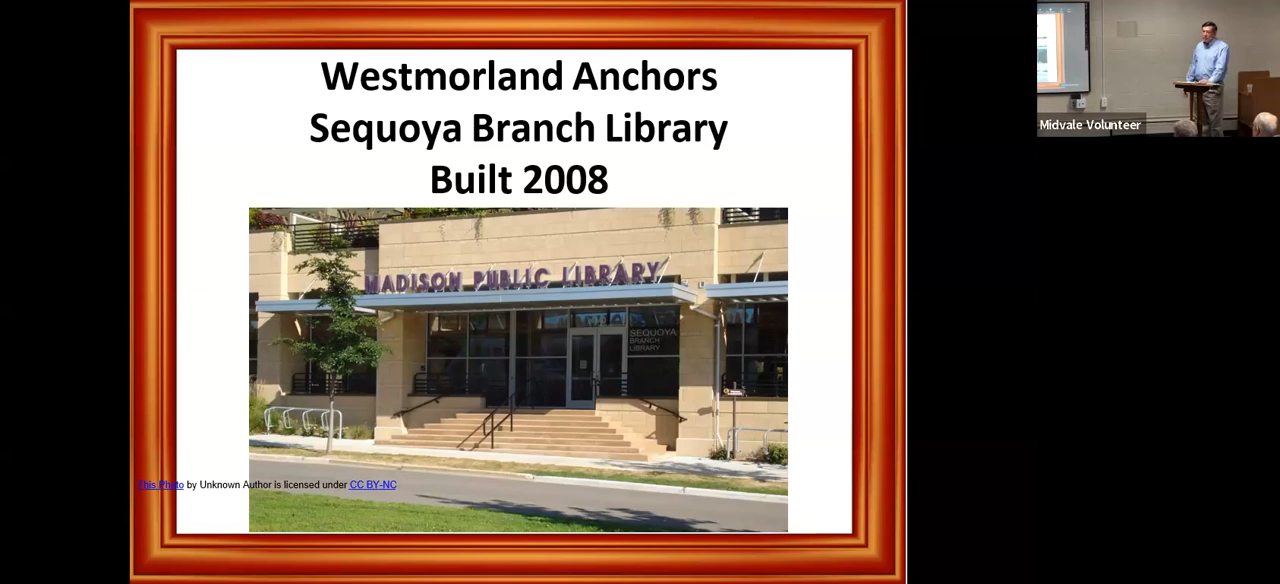 Westmorland Anchors
Sequoya Branch Library
Built 2008
MADISON PUBLIC LIBRARY
SEQUOYA
BRANCH
LIBRARY
This Photo by Unknown Author is licensed under CC BY-NC
Midvale Volunteer